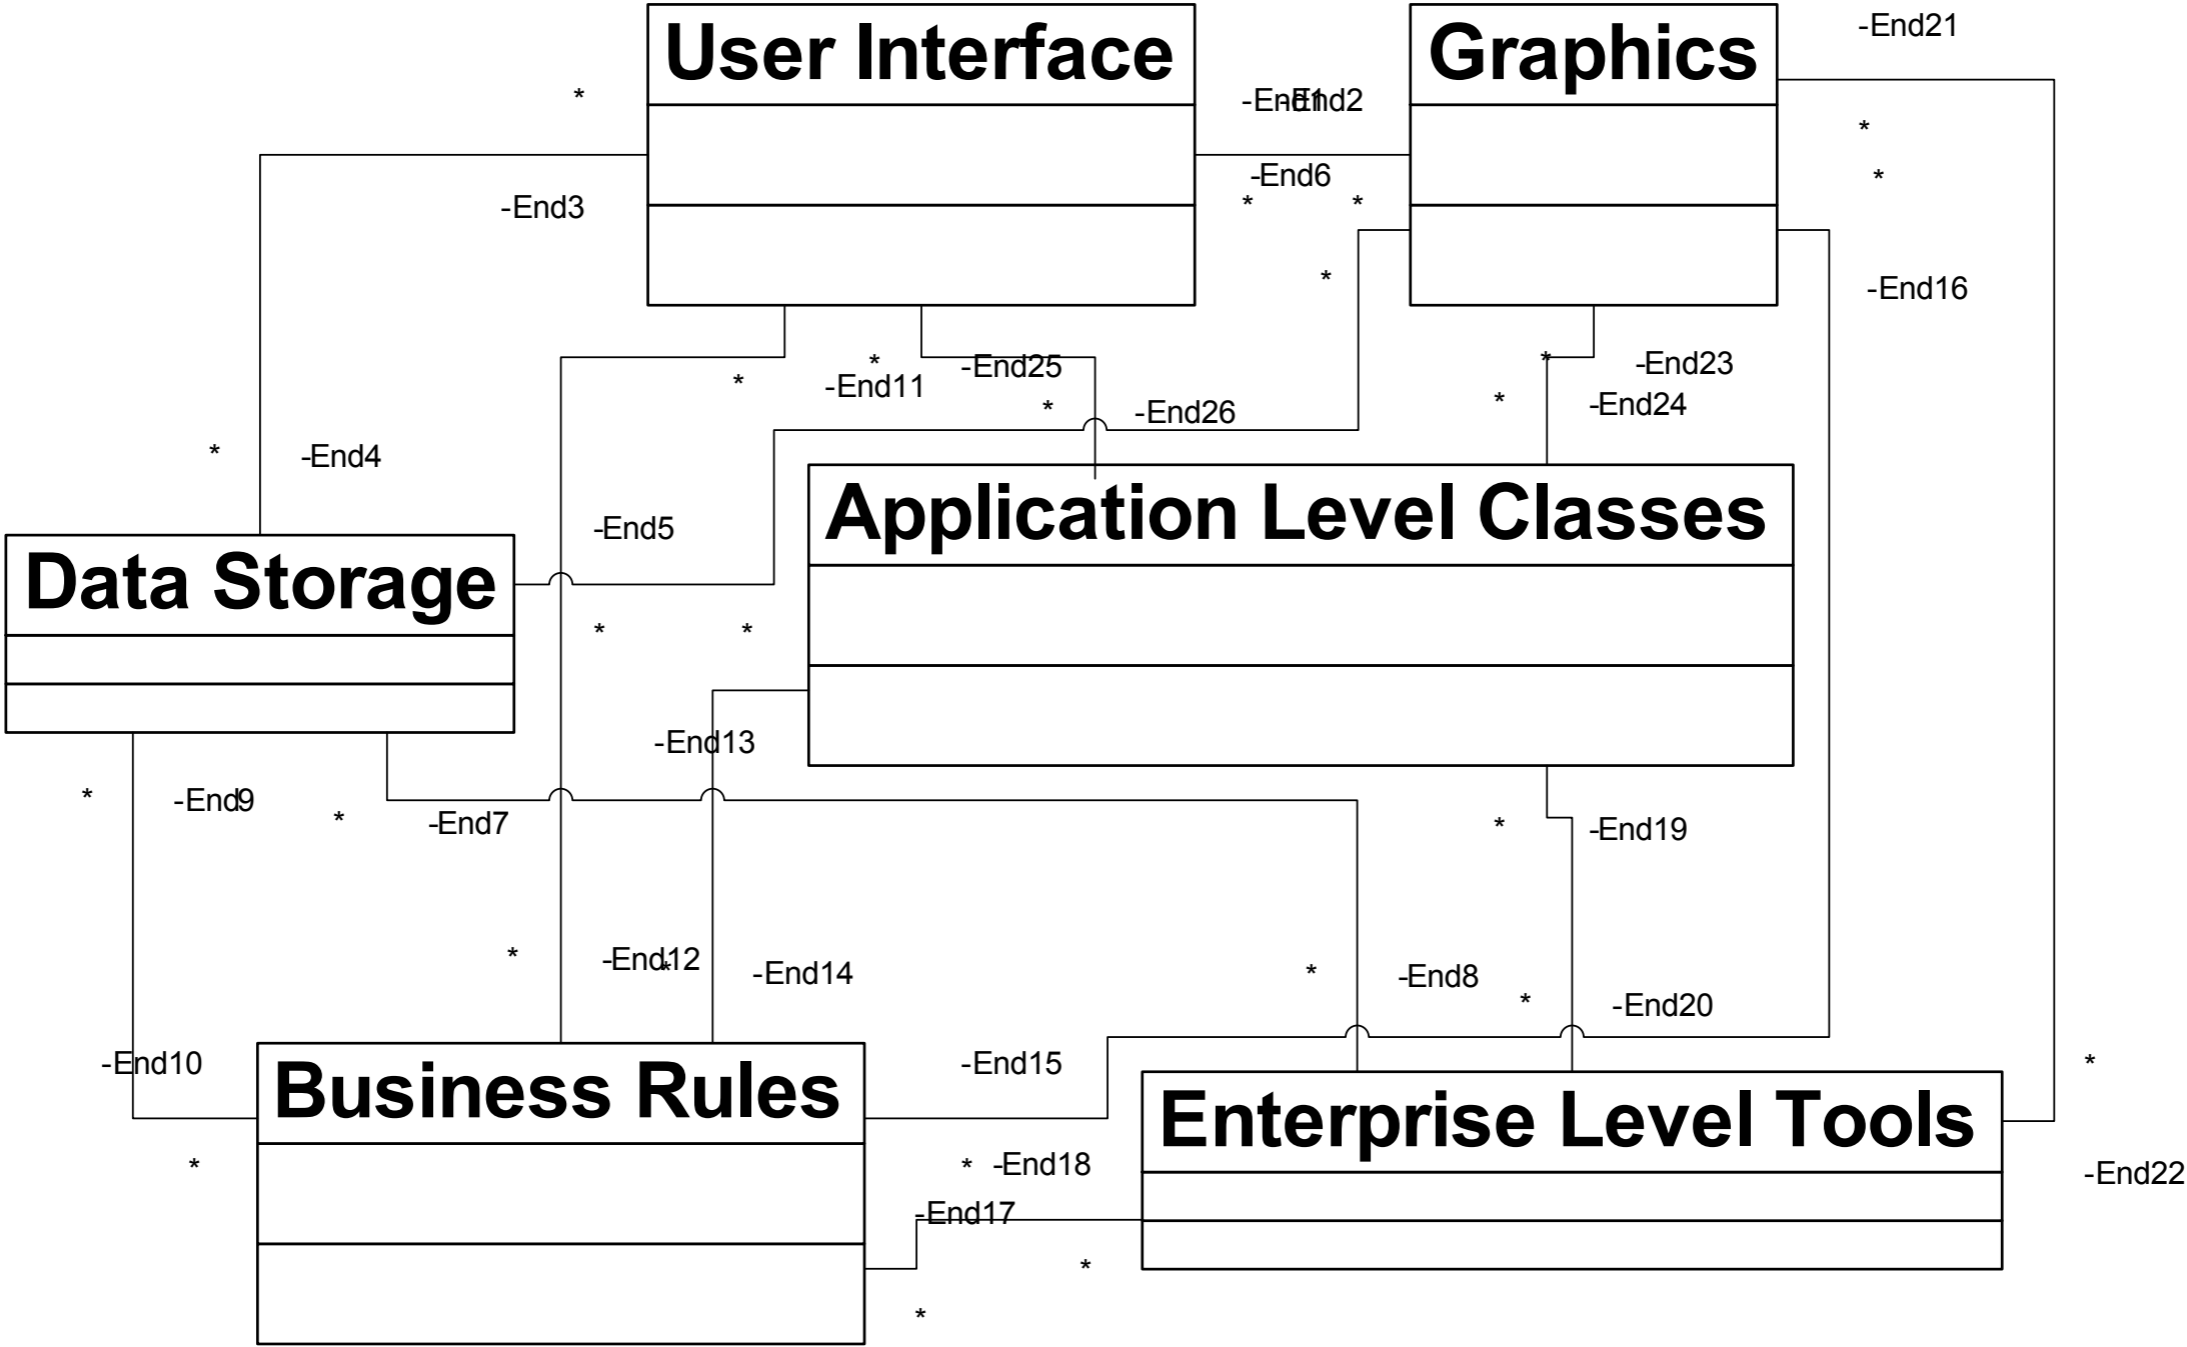 User Interface
Graphics
-End21
*
-End1
-End2
*
-End6
*
*
*
-End3
*
-End16
*
-End25
-End23
*
*
-End11
*
-End24
*
-End26
*
-End4
Application Level Classes
-End5
Data Storage
*
*
-End13
*
-End9
*
-End7
*
-End19
*
-End12
*
-End14
*
-End8
*
-End20
-End10
-End15
*
Business Rules
Enterprise Level Tools
*
*
-End18
-End22
-End17
*
*